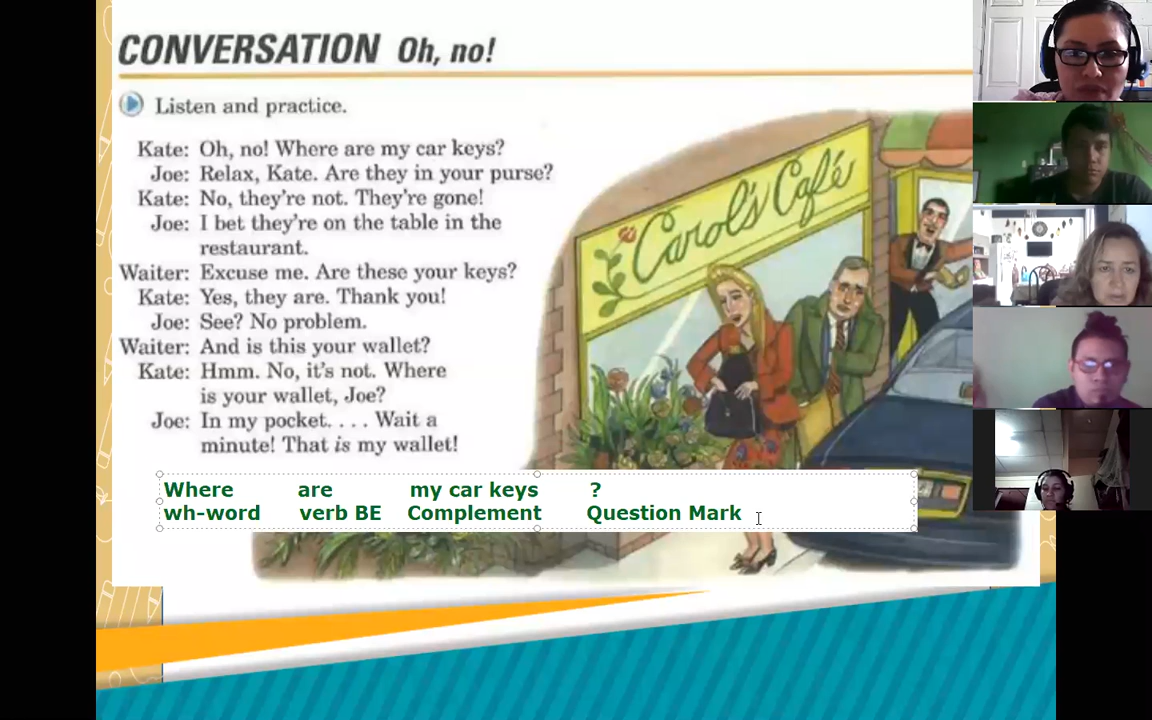 CONVERSATION Oh, no!
Listen and practice.
Kate: Oh, no! Where are my car keys?
Joe: Relax, Kate. Are they in your purse?
Kate: No, they're not. They're gone!
Joe: I bet they're on the table in the
restaurant.
Waiter: Excuse me. Are these your keys?
Kate: Yes, they are. Thank you!
Joe: See? No problem.
Waiter: And is this your wallet?
Kate: Hmm. No, it's not. Where
is your wallet, Joe?
Joe: In my pocket. . . . Wait a
minute! That is my wallet!
Carol's Café
Where are my car keys ?
wh-word verb BE Complement Question Mark